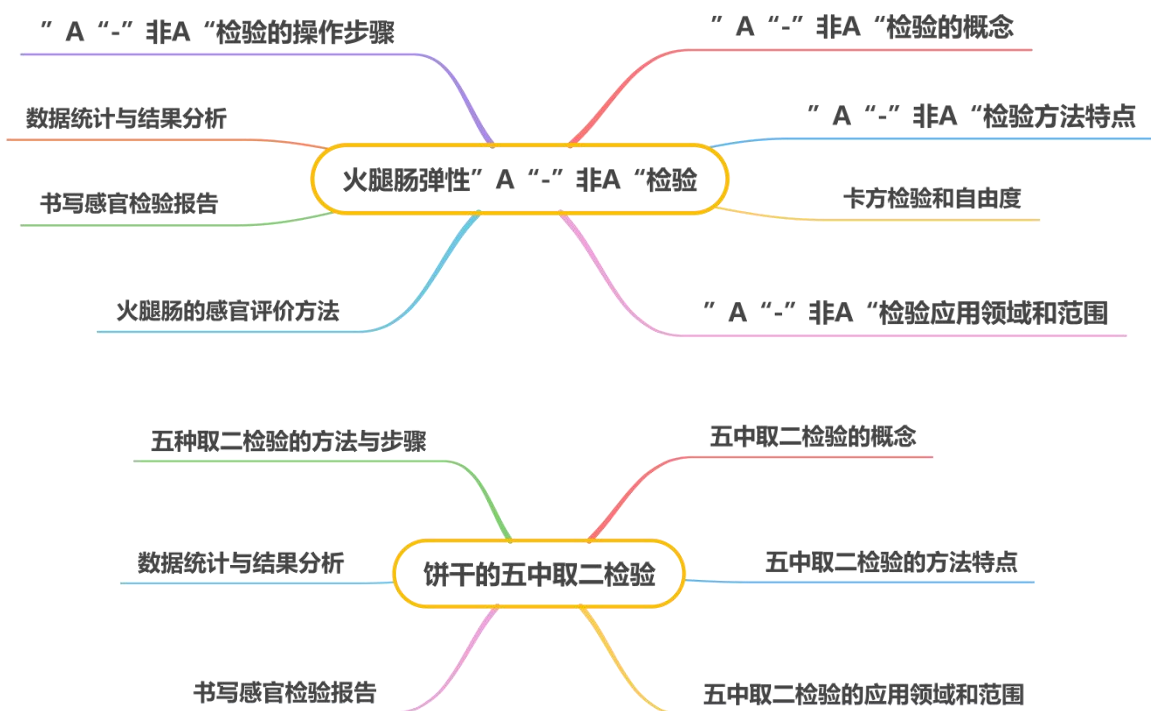 ”A“-”非A“检验的操作步骤
”A“-”非A“检验的概念
数据统计与结果分析
”A“-”非A“检验方法特点
火腿肠弹性”A“-”非A“检验
书写感官检验报告
卡方检验和自由度
火腿肠的感官评价方法
”A“-”非A“检验应用领域和范围
五种取二检验的方法与步骤
五中取二检验的概念
数据统计与结果分析
饼干的五中取二检验
五中取二检验的方法特点
书写感官检验报告
五中取二检验的应用领域和范围